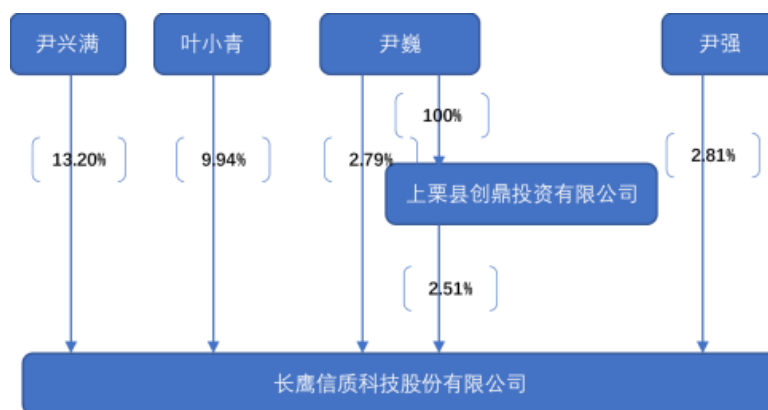 尹兴满
叶小青
尹巍
尹强
100%
13.20%
9.94%
2.79%
2.81%
上栗县创鼎投资有限公司
2.51%
长鹰信质科技股份有限公司